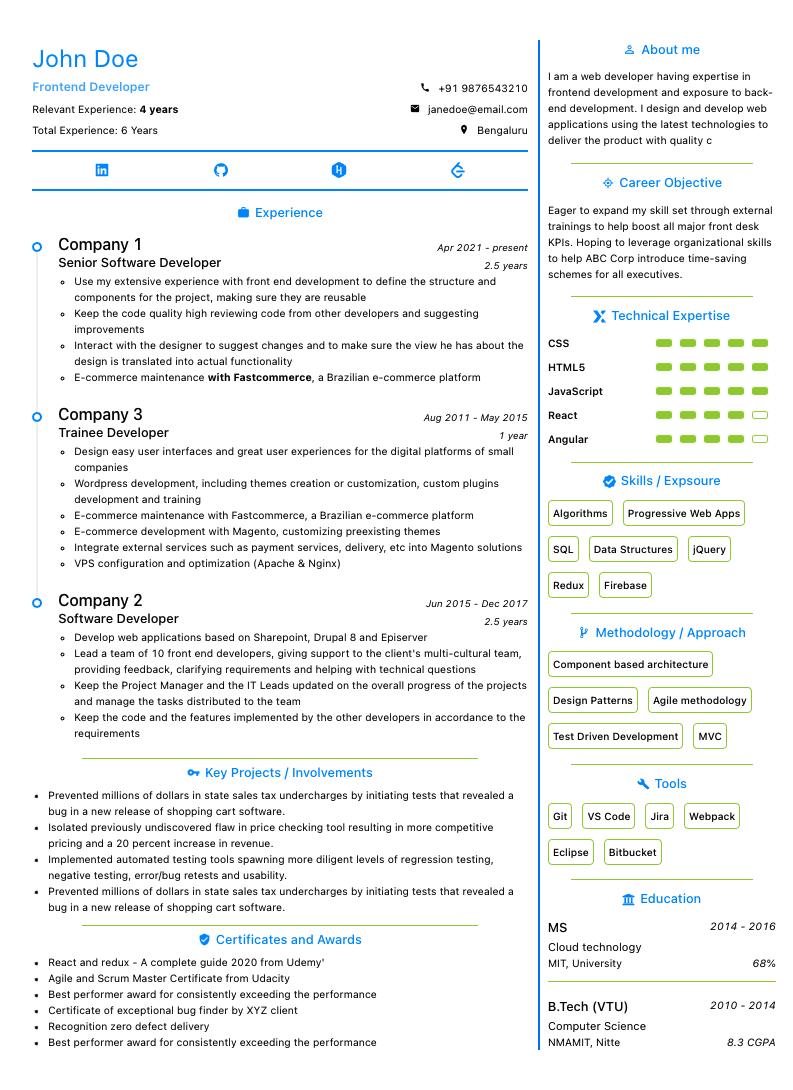 John Doe
Frontend Developer
Relevant Experience: 4 years
Total Experience: 6 Years
+91 9876543210
janedoe@email.com
Bengaluru
Experience
Company 1
Apr 2021 - present
Senior Software Developer
2.5 years
Use my extensive experience with front end development to define the structure and
components for the project, making sure they are reusable
Keep the code quality high reviewing code from other developers and suggesting
improvements
Interact with the designer to suggest changes and to make sure the view he has about the
design is translated into actual functionality
E-commerce maintenance with Fastcommerce, a Brazilian e-commerce platform
Company 3
Aug 2011 - May 2015
Trainee Developer
1 year
Design easy user interfaces and great user experiences for the digital platforms of small
companies
Wordpress development, including themes creation or customization, custom plugins
development and training
E-commerce maintenance with Fastcommerce, a Brazilian e-commerce platform
E-commerce development with Magento, customizing preexisting themes
Integrate external services such as payment services, delivery, etc into Magento solutions
VPS configuration and optimization (Apache & Nginx)
Company 2
Jun 2015 - Dec 2017
Software Developer
2.5 years
Develop web applications based on Sharepoint, Drupal 8 and Episerver
Lead a team of 10 front end developers, giving support to the client's multi-cultural team,
providing feedback, clarifying requirements and helping with technical questions
Keep the Project Manager and the IT Leads updated on the overall progress of the projects
and manage the tasks distributed to the team
Keep the code and the features implemented by the other developers in accordance to the
requirements
Key Projects / Involvements
Prevented millions of dollars in state sales tax undercharges by initiating tests that revealed a
bug in a new release of shopping cart software.
Isolated previously undiscovered flaw in price checking tool resulting in more competitive
pricing and a 20 percent increase in revenue.
Implemented automated testing tools spawning more diligent levels of regression testing,
negative testing, error/bug retests and usability.
Prevented millions of dollars in state sales tax undercharges by initiating tests that revealed a
bug in a new release of shopping cart software.
Certificates and Awards
React and redux - A complete guide 2020 from Udemy'
Agile and Scrum Master Certificate from Udacity
Best performer award for consistently exceeding the performance
Certificate of exceptional bug finder by XYZ client
Recognition zero defect delivery
Best performer award for consistently exceeding the performance
About me
I am a web developer having expertise in
frontend development and exposure to back-
end development. I design and develop web
applications using the latest technologies to
deliver the product with quality c
Career Objective
Eager to expand my skill set through external
trainings to help boost all major front desk
KPIs. Hoping to leverage organizational skills
to help ABC Corp introduce time-saving
schemes for all executives.
Technical Expertise
CSS
HTML5
JavaScript
React
Angular
Skills / Expsoure
Algorithms Progressive Web Apps
SQL Data Structures jQuery
Redux Firebase
Methodology / Approach
Component based architecture
Design Patterns Agile methodology
Test Driven Development MVC
Tools
Git VS Code Jira Webpack
Eclipse Bitbucket
Education
MS 2014 - 2016
Cloud technology
MIT, University 68%
B.Tech (VTU) 2010 - 2014
Computer Science
NMAMIT, Nitte 8.3 CGPA